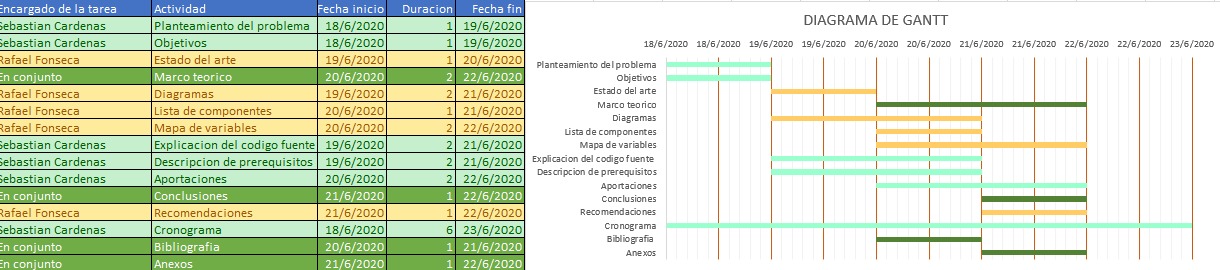 Encargado de la tarea Actividad Fecha inicio Duracion Fecha fin
Sebastian Cardenas Planteamiento del problema 18/6/2020 1 19/6/2020
Sebastian Cardenas Objetivos 18/6/2020 1 19/6/2020
Rafael Fonseca Estado del arte 19/6/2020 1 20/6/2020
En conjunto Marco teorico 20/6/2020 2 22/6/2020
Rafael Fonseca Diagramas 19/6/2020 2 21/6/2020
Rafael Fonseca Lista de componentes 20/6/2020 1 21/6/2020
Rafael Fonseca Mapa de variables 20/6/2020 2 22/6/2020
Sebastian Cardenas Explicacion del codigo fuente 19/6/2020 2 21/6/2020
Sebastian Cardenas Descripcion de prerequisitos 19/6/2020 2 21/6/2020
Sebastian Cardenas Aportaciones 20/6/2020 2 22/6/2020
En conjunto Conclusiones 21/6/2020 1 22/6/2020
Rafael Fonseca Recomendaciones 21/6/2020 1 22/6/2020
Sebastian Cardenas Cronograma 18/6/2020 6 23/6/2020
En conjunto Bibliografia 20/6/2020 1 21/6/2020
En conjunto Anexos 21/6/2020 1 22/6/2020
DIAGRAMA DE GANTT
18/6/2020 18/6/2020 19/6/2020 19/6/2020 20/6/2020 20/6/2020 21/6/2020 21/6/2020 22/6/2020 22/6/2020 23/6/2020
Planteamiento del problema
Objetivos
Estado del arte
Marco teorico
Diagramas
Lista de componentes
Mapa de variables
Explicacion del codigo fuente
Descripcion de prerequisitos
Aportaciones
Conclusiones
Recomendaciones
Cronograma
Bibliografia
Anexos